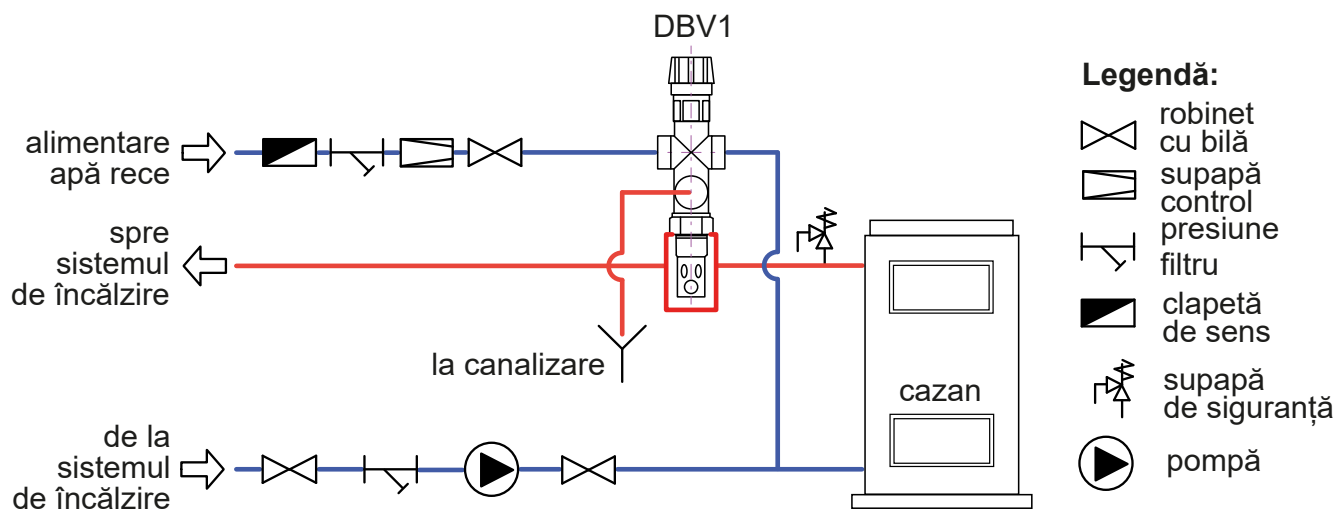 DBV1
alimentare
apă rece
spre
sistemul
de încălzire
la canalizare
de la
sistemul
de încălzire
cazan
Legendă:
robinet
cu bilă
supapă
control
presiune
filtru
clapetă
de sens
supapă
de siguranță
pompă